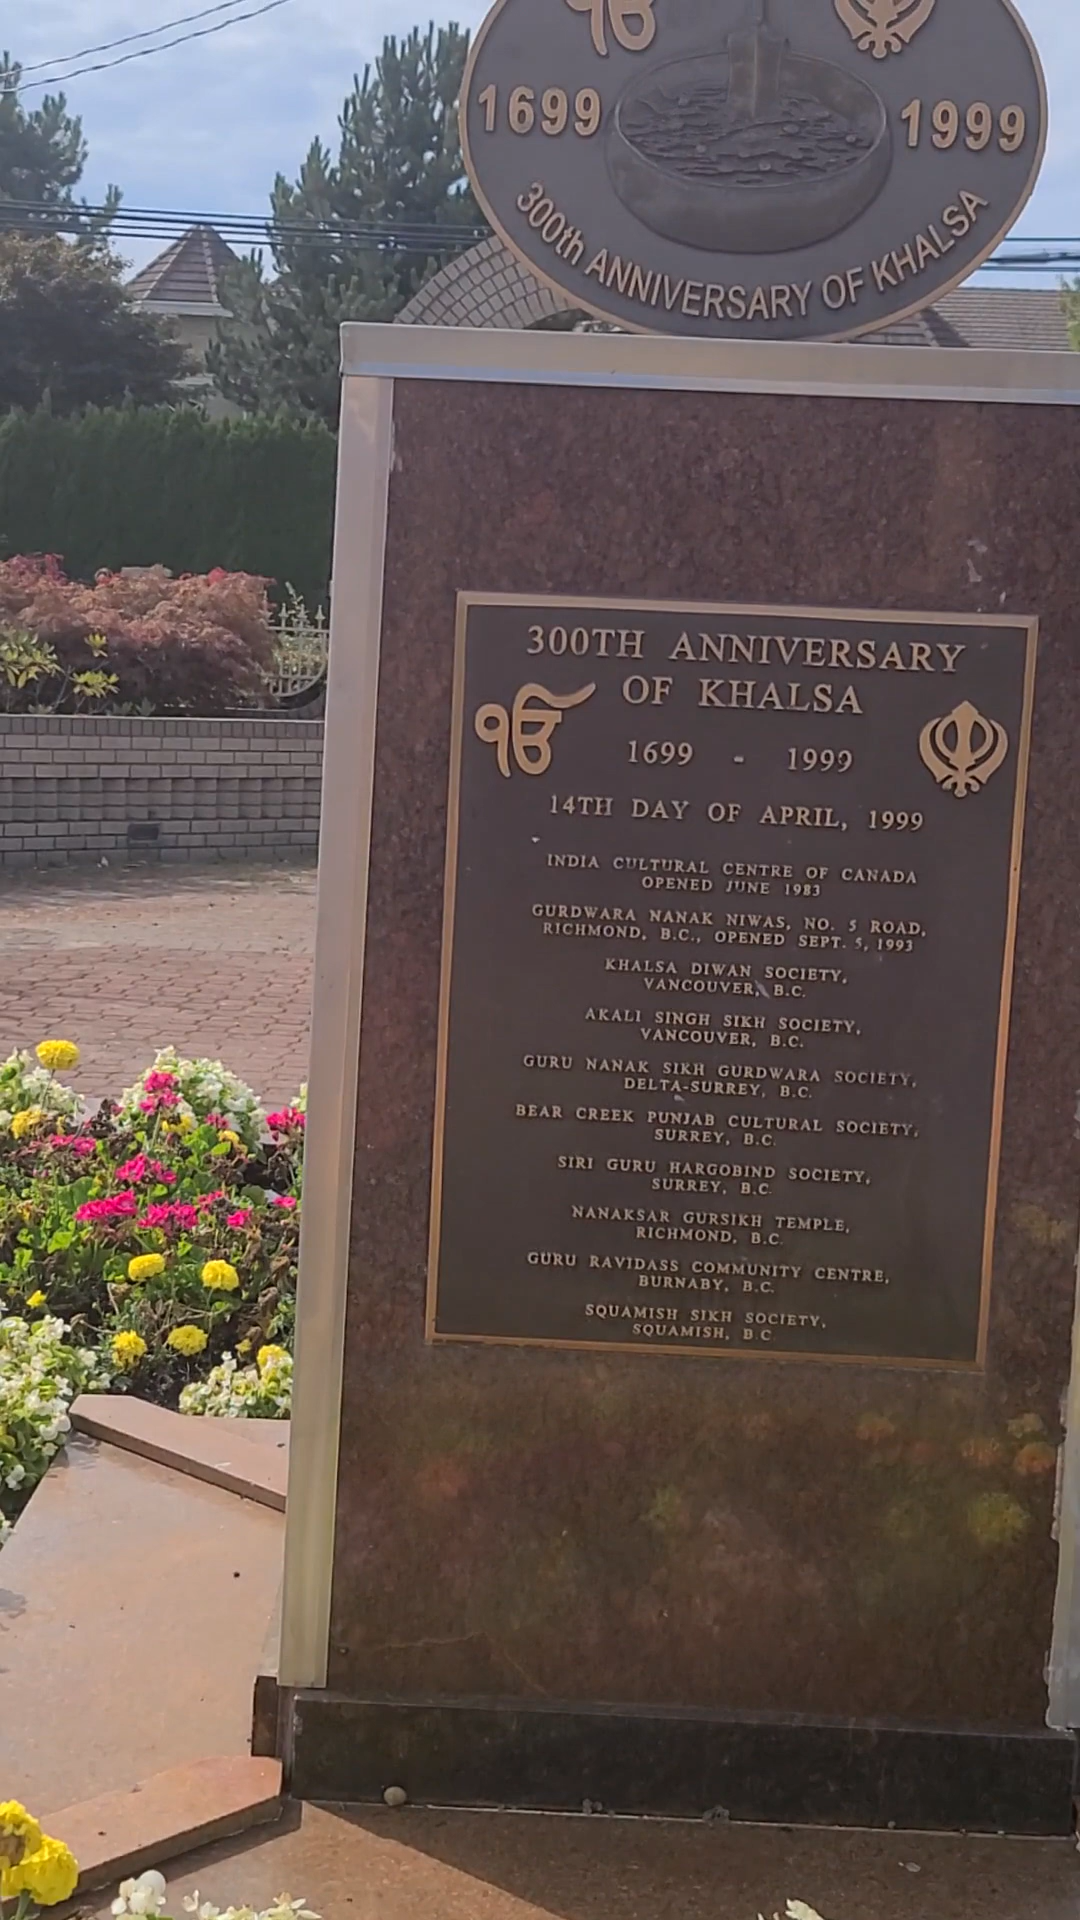 ੴ
1699 1999
300th ANNIVERSARY OF KHALSA
300TH ANNIVERSARY
ੴ OF KHALSA
1699 - 1999
14TH DAY OF APRIL, 1999
INDIA CULTURAL CENTRE OF CANADA
OPENED JUNE 1983
GURDWARA NANAK NIWAS, NO. 5 ROAD,
RICHMOND, B.C., OPENED SEPT. 5, 1993
KHALSA DIWAN SOCIETY,
VANCOUVER, B.C.
AKALI SINGH SIKH SOCIETY,
VANCOUVER, B.C.
GURU NANAK SIKH GURDWARA SOCIETY,
DELTA-SURREY, B.C.
BEAR CREEK PUNJAB CULTURAL SOCIETY,
SURREY, B.C.
SIRI GURU HARGOBIND SOCIETY,
SURREY, B.C.
NANAKSAR GURSIKH TEMPLE,
RICHMOND, B.C.
GURU RAVIDASS COMMUNITY CENTRE,
BURNABY, B.C.
SQUAMISH SIKH SOCIETY,
SQUAMISH, B.C